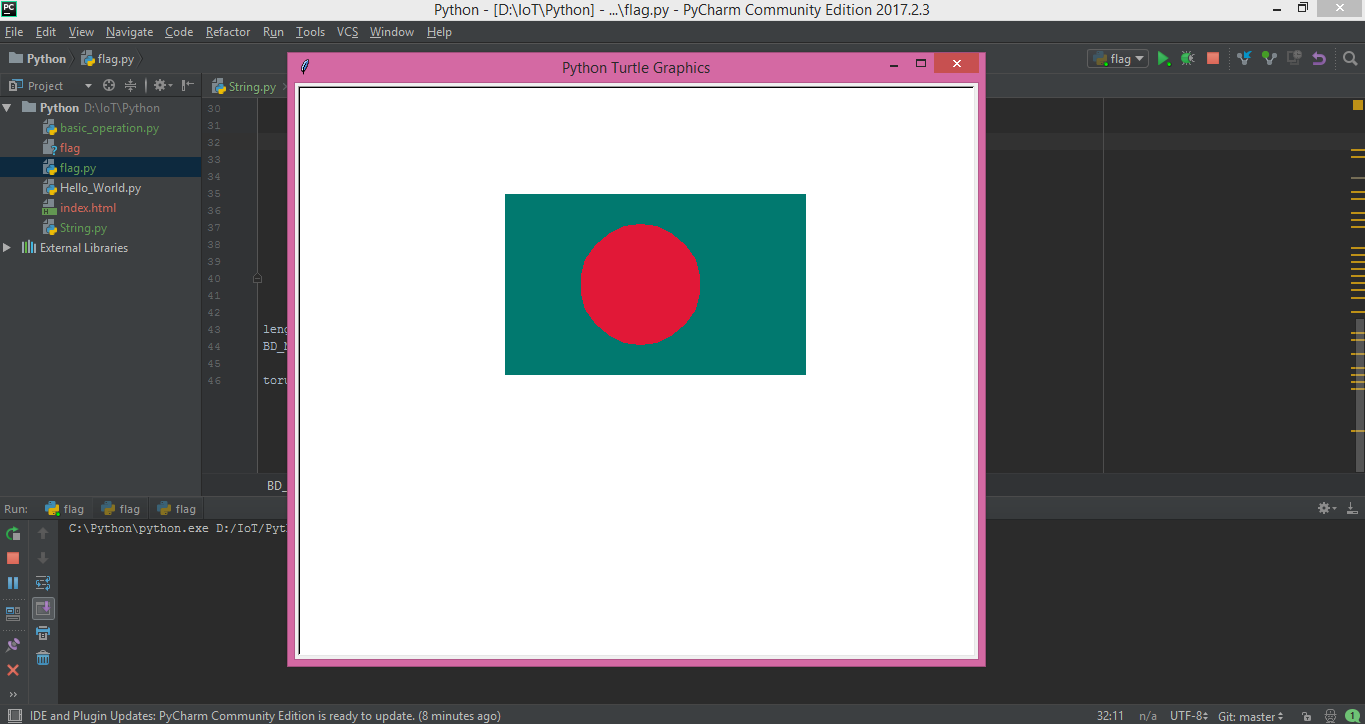 Python - [D:\IoT\Python] - ...\flag.py - PyCharm Community Edition 2017.2.3
File Edit View Navigate Code Refactor Run Tools VCS Window Help
Python flag.py
flag
Project
String.py
Python D:\IoT\Python
basic_operation.py
flag
flag.py
Hello_World.py
index.html
String.py
External Libraries
Python Turtle Graphics
30
31
32
33
34
35
36
37
38
39
40
41
42
43 leng
44 BD_
45
46 toru
BD_
Run: flag flag flag
C:\Python\python.exe D:/IoT/Pyt
IDE and Plugin Updates: PyCharm Community Edition is ready to update. (8 minutes ago)
32:11 n/a UTF-8 Git: master 1